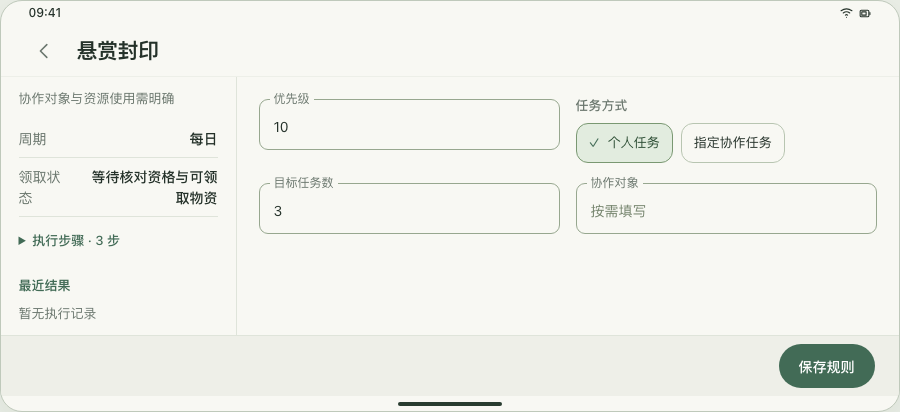 09:41
悬赏封印
协作对象与资源使用需明确
周期
每日
领取状
态
等待核对资格与可领
取物资
执行步骤 · 3 步
最近结果
暂无执行记录
优先级
10
任务方式
✓ 个人任务
指定协作任务
目标任务数
3
协作对象
按需填写
保存规则